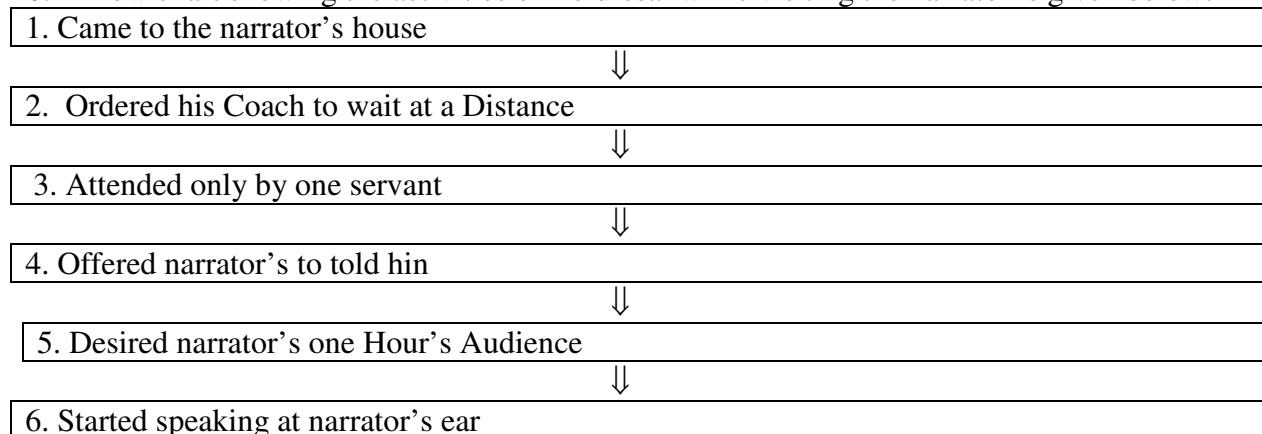 1. Came to the narrator's house
⇓
2. Ordered his Coach to wait at a Distance
⇓
3. Attended only by one servant
⇓
4. Offered narrator's to told hin
⇓
5. Desired narrator's one Hour's Audience
⇓
6. Started speaking at narrator's ear